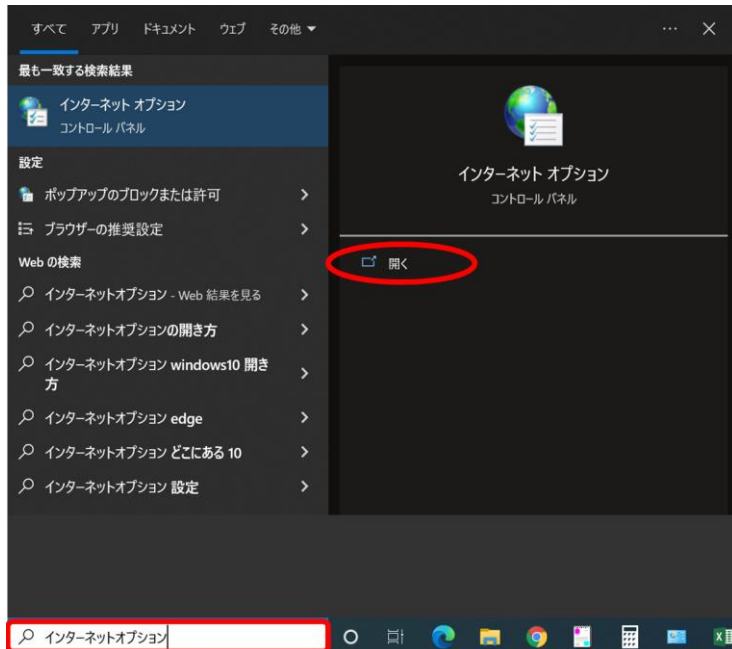 すべて アプリ ドキュメント ウェブ その他 ▼ … ×
最も一致する検索結果
インターネット オプション
コントロール パネル
設定
ポップアップのブロックまたは許可
ブラウザーの推奨設定
Web の検索
インターネットオプション - Web 結果を見る
インターネットオプションの開き方
インターネットオプション windows10 開き
方
インターネットオプション edge
インターネットオプション どこにある 10
インターネットオプション 設定
インターネット オプション
コントロール パネル
開く
インターネットオプション